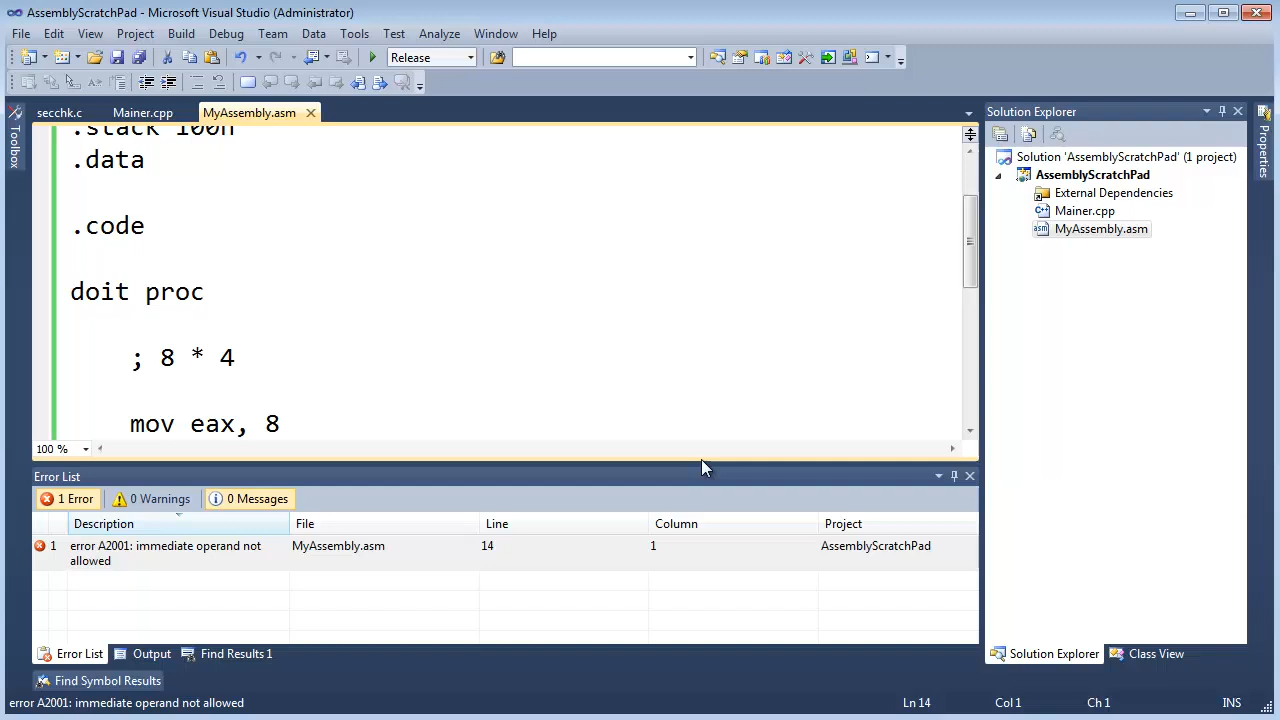 AssemblyScratchPad - Microsoft Visual Studio (Administrator)
File Edit View Project Build Debug Team Data Tools Test Analyze Window Help
Release
secchk.c Mainer.cpp MyAssembly.asm
Toolbox
.stack 100h
.data
.code
doit proc
; 8 * 4
mov eax, 8
100 %
Error List
1 Error 0 Warnings 0 Messages
Description File Line Column Project
1 error A2001: immediate operand not allowed MyAssembly.asm 14 1 AssemblyScratchPad
Error List Output Find Results 1
Find Symbol Results
Solution Explorer
Solution 'AssemblyScratchPad' (1 project)
AssemblyScratchPad
External Dependencies
Mainer.cpp
MyAssembly.asm
Solution Explorer Class View
Properties
error A2001: immediate operand not allowed Ln 14 Col 1 Ch 1 INS